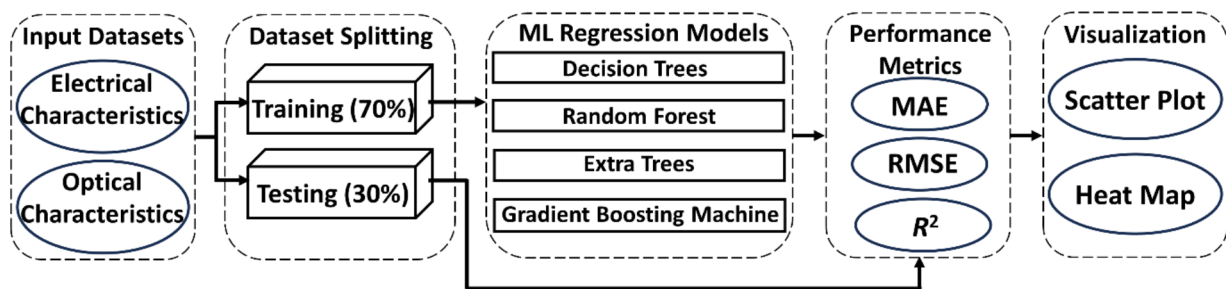 Input Datasets
Electrical
Characteristics
Optical
Characteristics
Dataset Splitting
Training (70%)
Testing (30%)
ML Regression Models
Decision Trees
Random Forest
Extra Trees
Gradient Boosting Machine
Performance
Metrics
MAE
RMSE
R²
Visualization
Scatter Plot
Heat Map